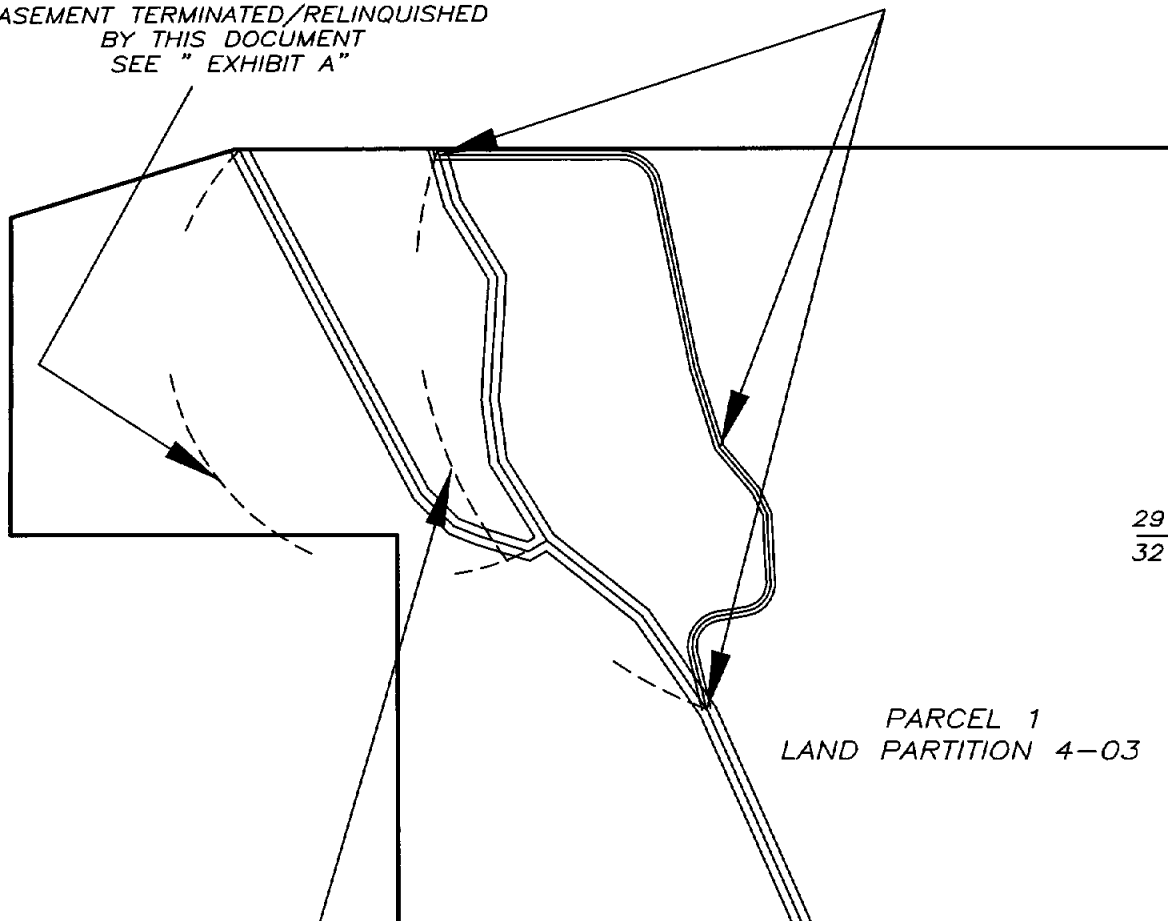 ASEMENT TERMINATED/RELINQUISHED
BY THIS DOCUMENT
SEE " EXHIBIT A"
29
32
PARCEL 1
LAND PARTITION 4-03